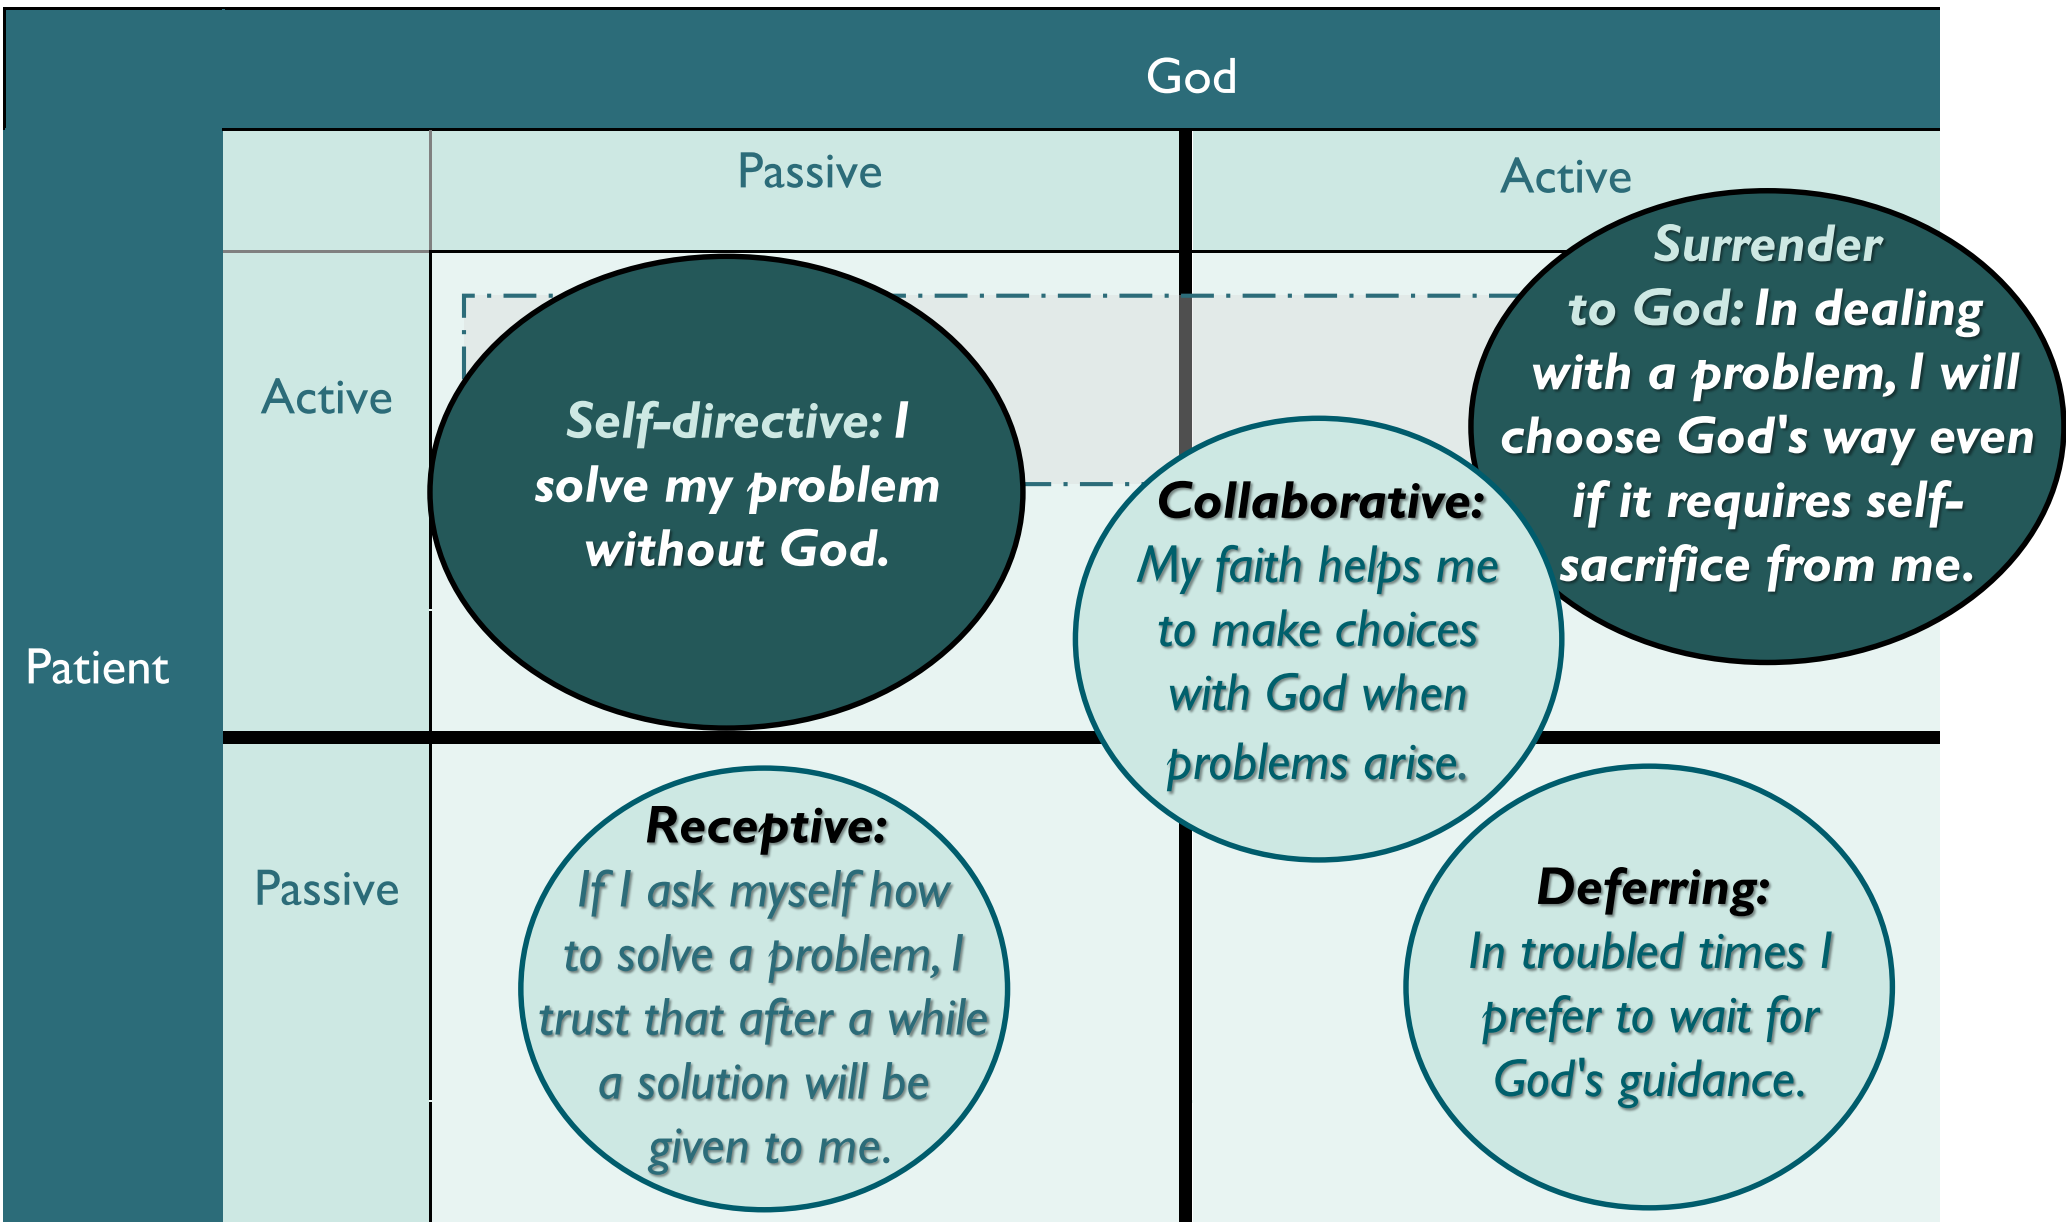 God
Passive
Active
Patient
Active
Self-directive: I
solve my problem
without God.
Surrender
to God: In dealing
with a problem, I will
choose God's way even
if it requires self-
sacrifice from me.
Collaborative:
My faith helps me
to make choices
with God when
problems arise.
Passive
Receptive:
If I ask myself how
to solve a problem, I
trust that after a while
a solution will be
given to me.
Deferring:
In troubled times I
prefer to wait for
God's guidance.